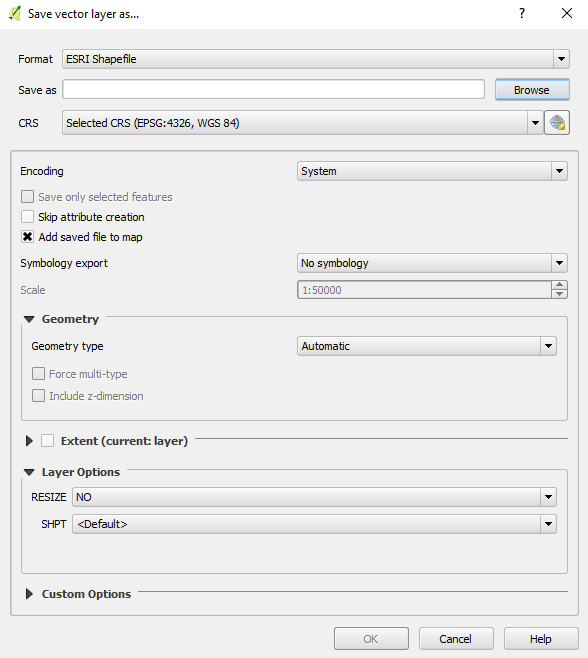 Save vector layer as...
?
Format ESRI Shapefile
Save as Browse
CRS Selected CRS (EPSG:4326, WGS 84)
Encoding System
Save only selected features
Skip attribute creation
Add saved file to map
Symbology export No symbology
Scale 1:50000
Geometry
Geometry type Automatic
Force multi-type
Include z-dimension
Extent (current: layer)
Layer Options
RESIZE NO
SHPT <Default>
Custom Options
OK Cancel Help